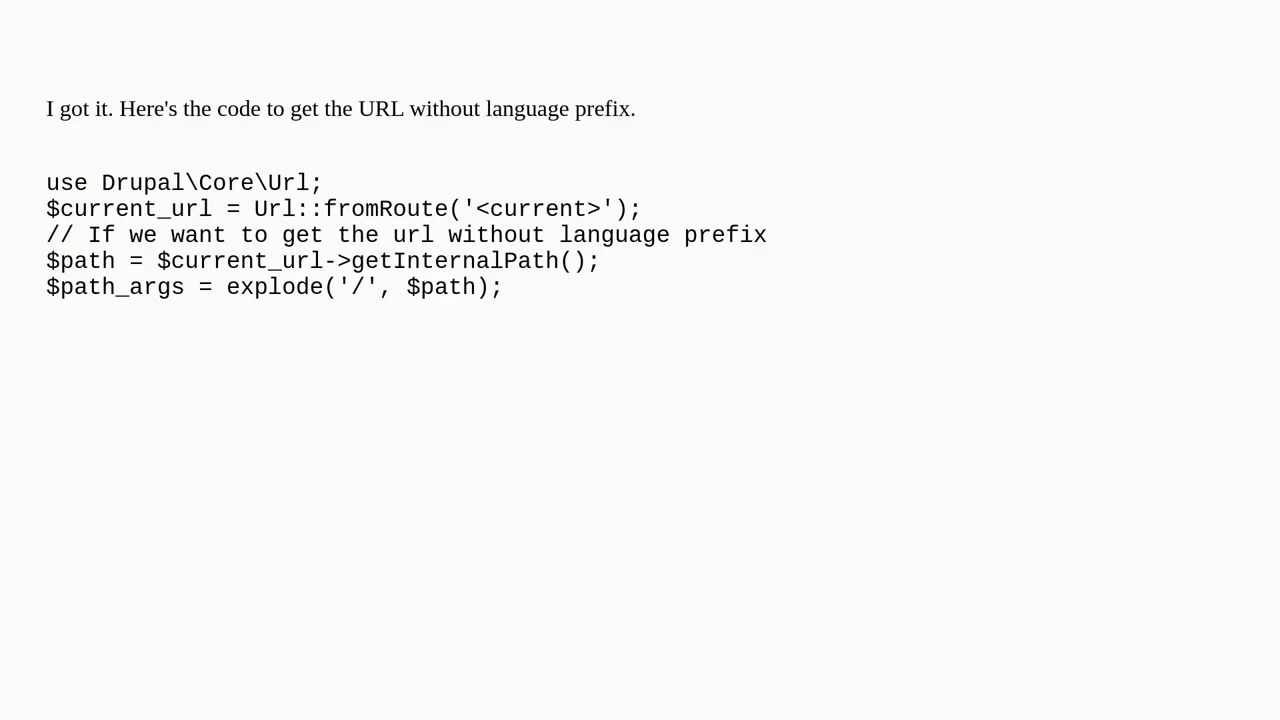 I got it. Here's the code to get the URL without language prefix.
use Drupal\Core\Url;
$current_url = Url::fromRoute('<current>');
// If we want to get the url without language prefix
$path = $current_url->getInternalPath();
$path_args = explode('/', $path);